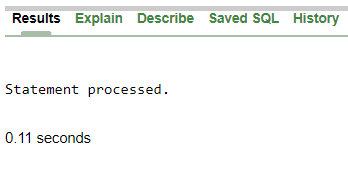 Results Explain Describe Saved SQL History
Statement processed.
0.11 seconds